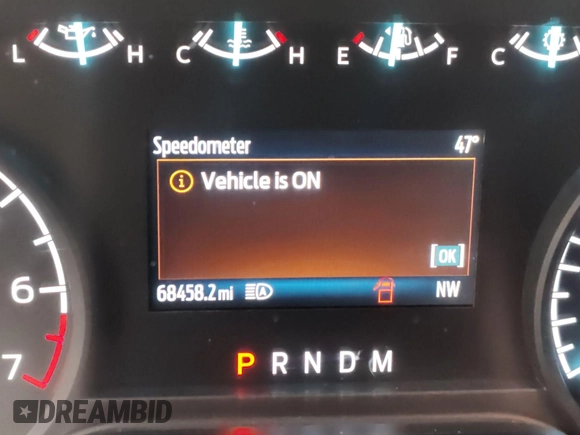 L H C H E F C
Speedometer 47°
Vehicle is ON
[OK]
68458.2 mi A NW
6
7
P R N D M
DREAMBID